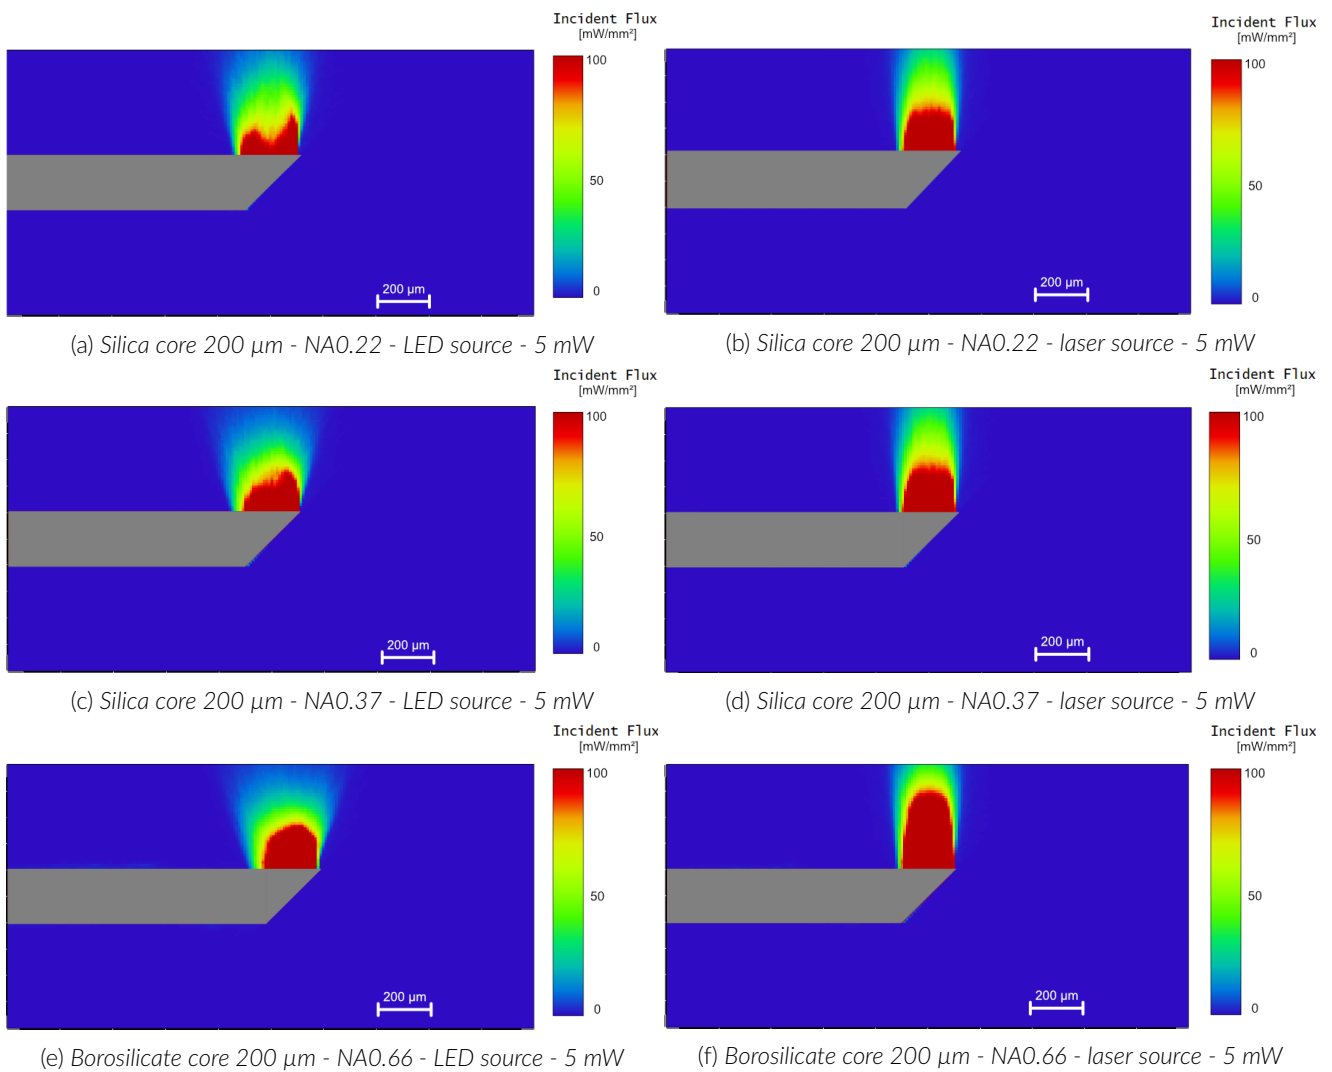 Incident Flux
[mW/mm²]
100
50
0
200 µm
(a) Silica core 200 µm - NA0.22 - LED source - 5 mW
Incident Flux
[mW/mm²]
100
50
0
200 µm
(b) Silica core 200 µm - NA0.22 - laser source - 5 mW
Incident Flux
[mW/mm²]
100
50
0
200 µm
(c) Silica core 200 µm - NA0.37 - LED source - 5 mW
Incident Flux
[mW/mm²]
100
50
0
200 µm
(d) Silica core 200 µm - NA0.37 - laser source - 5 mW
Incident Flux
[mW/mm²]
100
50
0
200 µm
(e) Borosilicate core 200 µm - NA0.66 - LED source - 5 mW
Incident Flux
[mW/mm²]
100
50
0
200 µm
(f) Borosilicate core 200 µm - NA0.66 - laser source - 5 mW